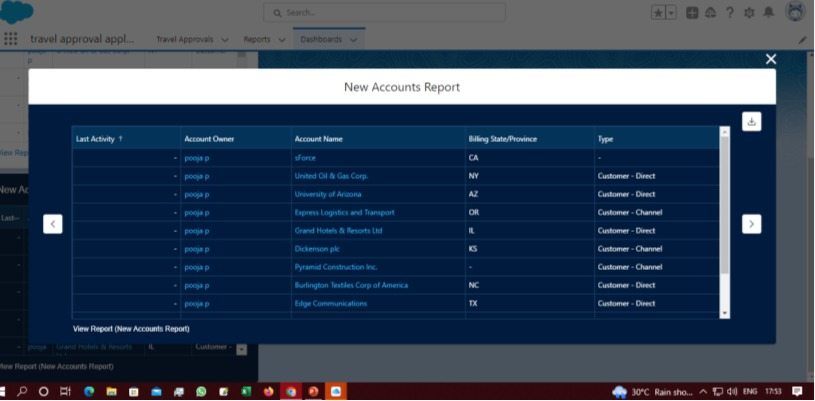 Search...
travel approval appl... Travel Approvals Reports Dashboards
New Accounts Report
Last Activity ↑ Account Owner Account Name Billing State/Province Type
- pooja p sForce CA -
- pooja p United Oil & Gas Corp. NY Customer - Direct
- pooja p University of Arizona AZ Customer - Direct
- pooja p Express Logistics and Transport OR Customer - Channel
- pooja p Grand Hotels & Resorts Ltd IL Customer - Direct
- pooja p Dickenson plc KS Customer - Channel
- pooja p Pyramid Construction Inc. - Customer - Channel
- pooja p Burlington Textiles Corp of America NC Customer - Direct
- pooja p Edge Communications TX Customer - Direct
View Report (New Accounts Report)
View Rep
New Ac
Last
- pooja Grand Hotels & Resorts IL Customer -
View Report (New Accounts Report)
30°C Rain sho... ENG 17:53